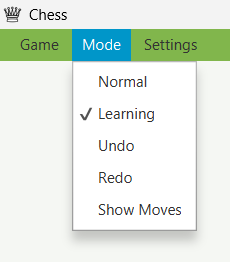 Chess
Game Mode Settings
Normal
✓ Learning
Undo
Redo
Show Moves